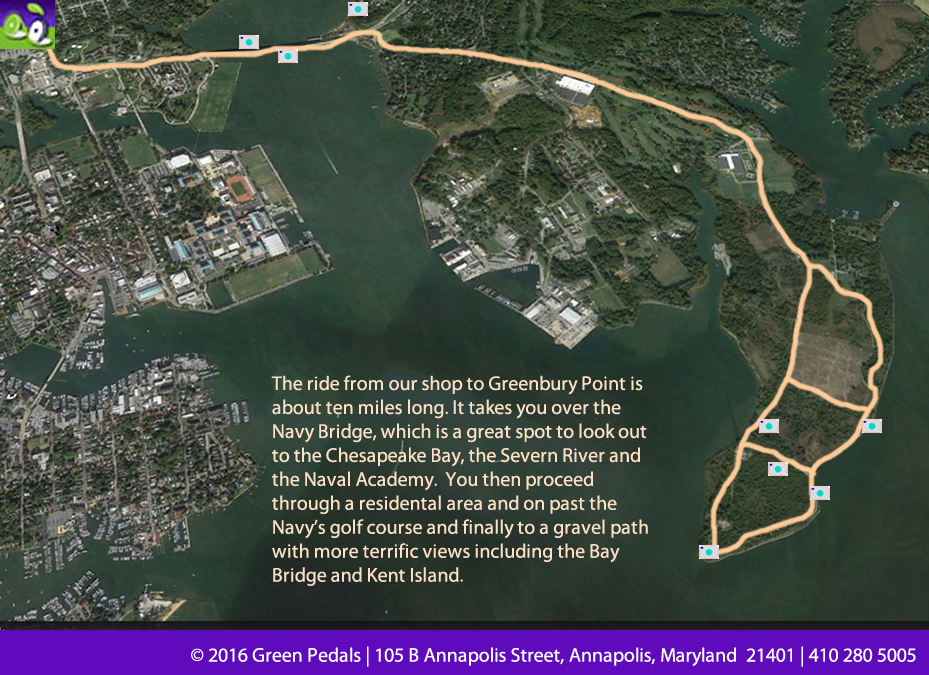 The ride from our shop to Greenbury Point is
about ten miles long. It takes you over the
Navy Bridge, which is a great spot to look out
to the Chesapeake Bay, the Severn River and
the Naval Academy.  You then proceed
through a residental area and on past the
Navy's golf course and finally to a gravel path
with more terrific views including the Bay
Bridge and Kent Island.
© 2016 Green Pedals | 105 B Annapolis Street, Annapolis, Maryland  21401 | 410 280 5005